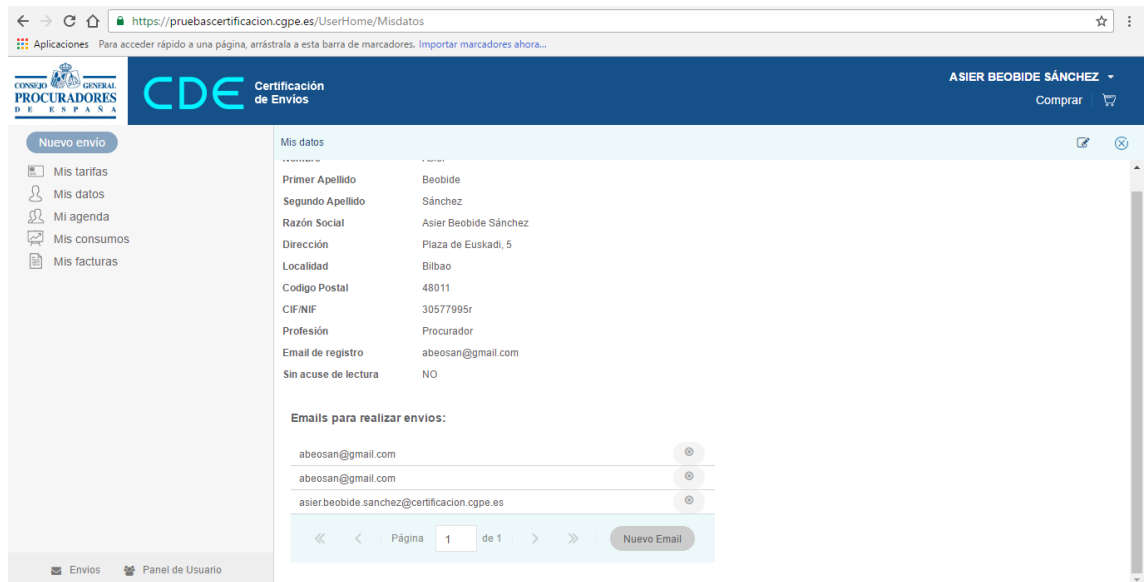 https://pruebascertificacion.cgpe.es/UserHome/Misdatos
Aplicaciones Para acceder rápido a una página, arrástrala a esta barra de marcadores. Importar marcadores ahora...
CONSEJO GENERAL
PROCURADORES
DE ESPAÑA
CDE Certificación
de Envíos
ASIER BEOBIDE SÁNCHEZ
Comprar
Nuevo envío
Mis tarifas
Mis datos
Mi agenda
Mis consumos
Mis facturas
Mis datos
Nombre Asier
Primer Apellido Beobide
Segundo Apellido Sánchez
Razón Social Asier Beobide Sánchez
Dirección Plaza de Euskadi, 5
Localidad Bilbao
Codigo Postal 48011
CIF/NIF 30577995r
Profesión Procurador
Email de registro abeosan@gmail.com
Sin acuse de lectura NO
Emails para realizar envios:
abeosan@gmail.com
abeosan@gmail.com
asier.beobide.sanchez@certificacion.cgpe.es
Página 1 de 1 Nuevo Email
Envios Panel de Usuario